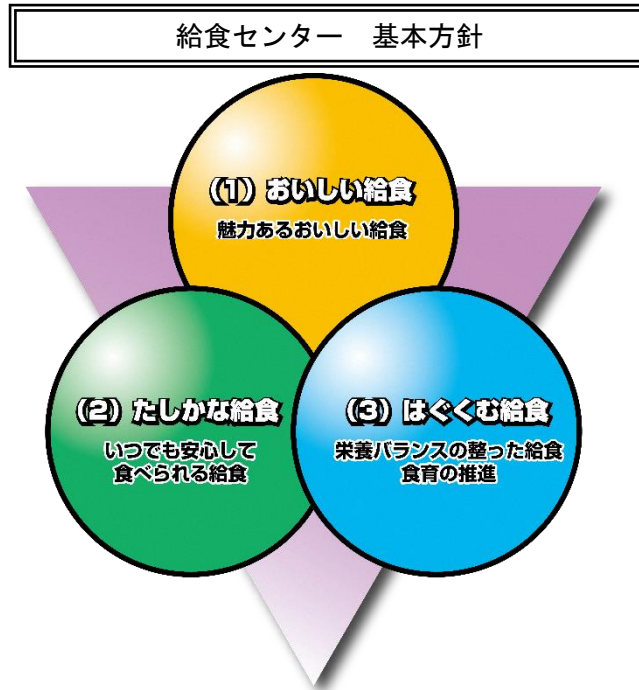 給食センター　基本方針
（1）おいしい給食
魅力あるおいしい給食
（2）たしかな給食
いつでも安心して
食べられる給食
（3）はぐくむ給食
栄養バランスの整った給食
食育の推進